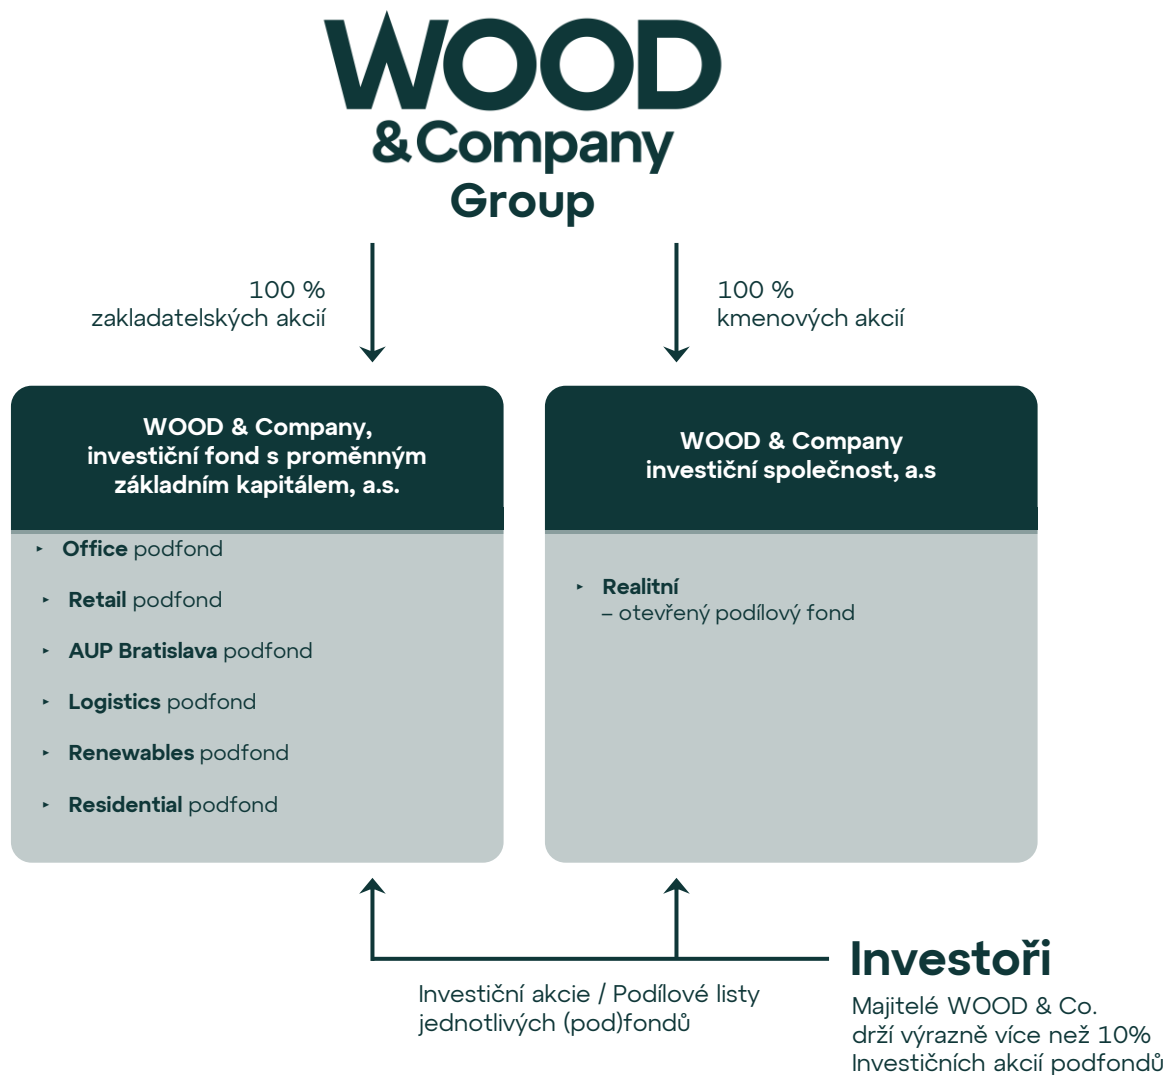 WOOD
&Company
Group
100 %
zakladatelských akcií
100 %
kmenových akcií
WOOD & Company,
investiční fond s proměnným
základním kapitálem, a.s.
WOOD & Company
investiční společnost, a.s
‣ Office podfond
‣ Retail podfond
‣ AUP Bratislava podfond
‣ Logistics podfond
‣ Renewables podfond
‣ Residential podfond
‣ Realitní
– otevřený podílový fond
Investiční akcie / Podílové listy
jednotlivých (pod)fondů
Investoři
Majitelé WOOD & Co.
drží výrazně více než 10%
Investičních akcií podfondů